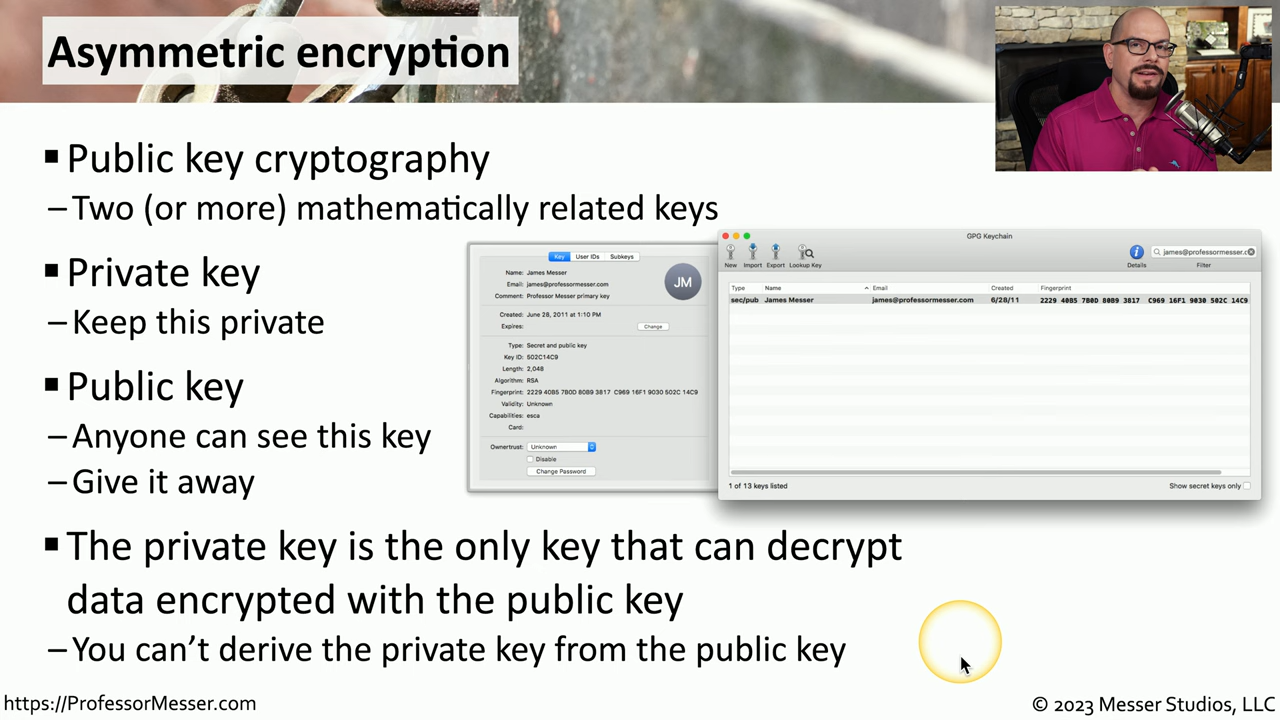 Asymmetric encryption
▪ Public key cryptography
– Two (or more) mathematically related keys
▪ Private key
– Keep this private
▪ Public key
– Anyone can see this key
– Give it away
▪ The private key is the only key that can decrypt
data encrypted with the public key
– You can't derive the private key from the public key
Key User IDs Subkeys
Name: James Messer
Email: james@professormesser.com
Comment: Professor Messer primary key
JM
Created: June 28, 2011 at 1:10 PM
Expires: Change
Type: Secret and public key
Key ID: 502C14C9
Length: 2,048
Algorithm: RSA
Fingerprint: 2229 40B5 7B0D 80B9 3817 C969 16F1 9030 502C 14C9
Validity: Unknown
Capabilities: esca
Card:
Ownertrust: Unknown
Disable
Change Password
GPG Keychain
New Import Export Lookup Key Details james@professormesser.c
Filter
Type Name Email Created Fingerprint
sec/pub James Messer james@professormesser.com 6/28/11 2229 40B5 7B0D 80B9 3817 C969 16F1 9030 502C 14C9
1 of 13 keys listed Show secret keys only
https://ProfessorMesser.com © 2023 Messer Studios, LLC